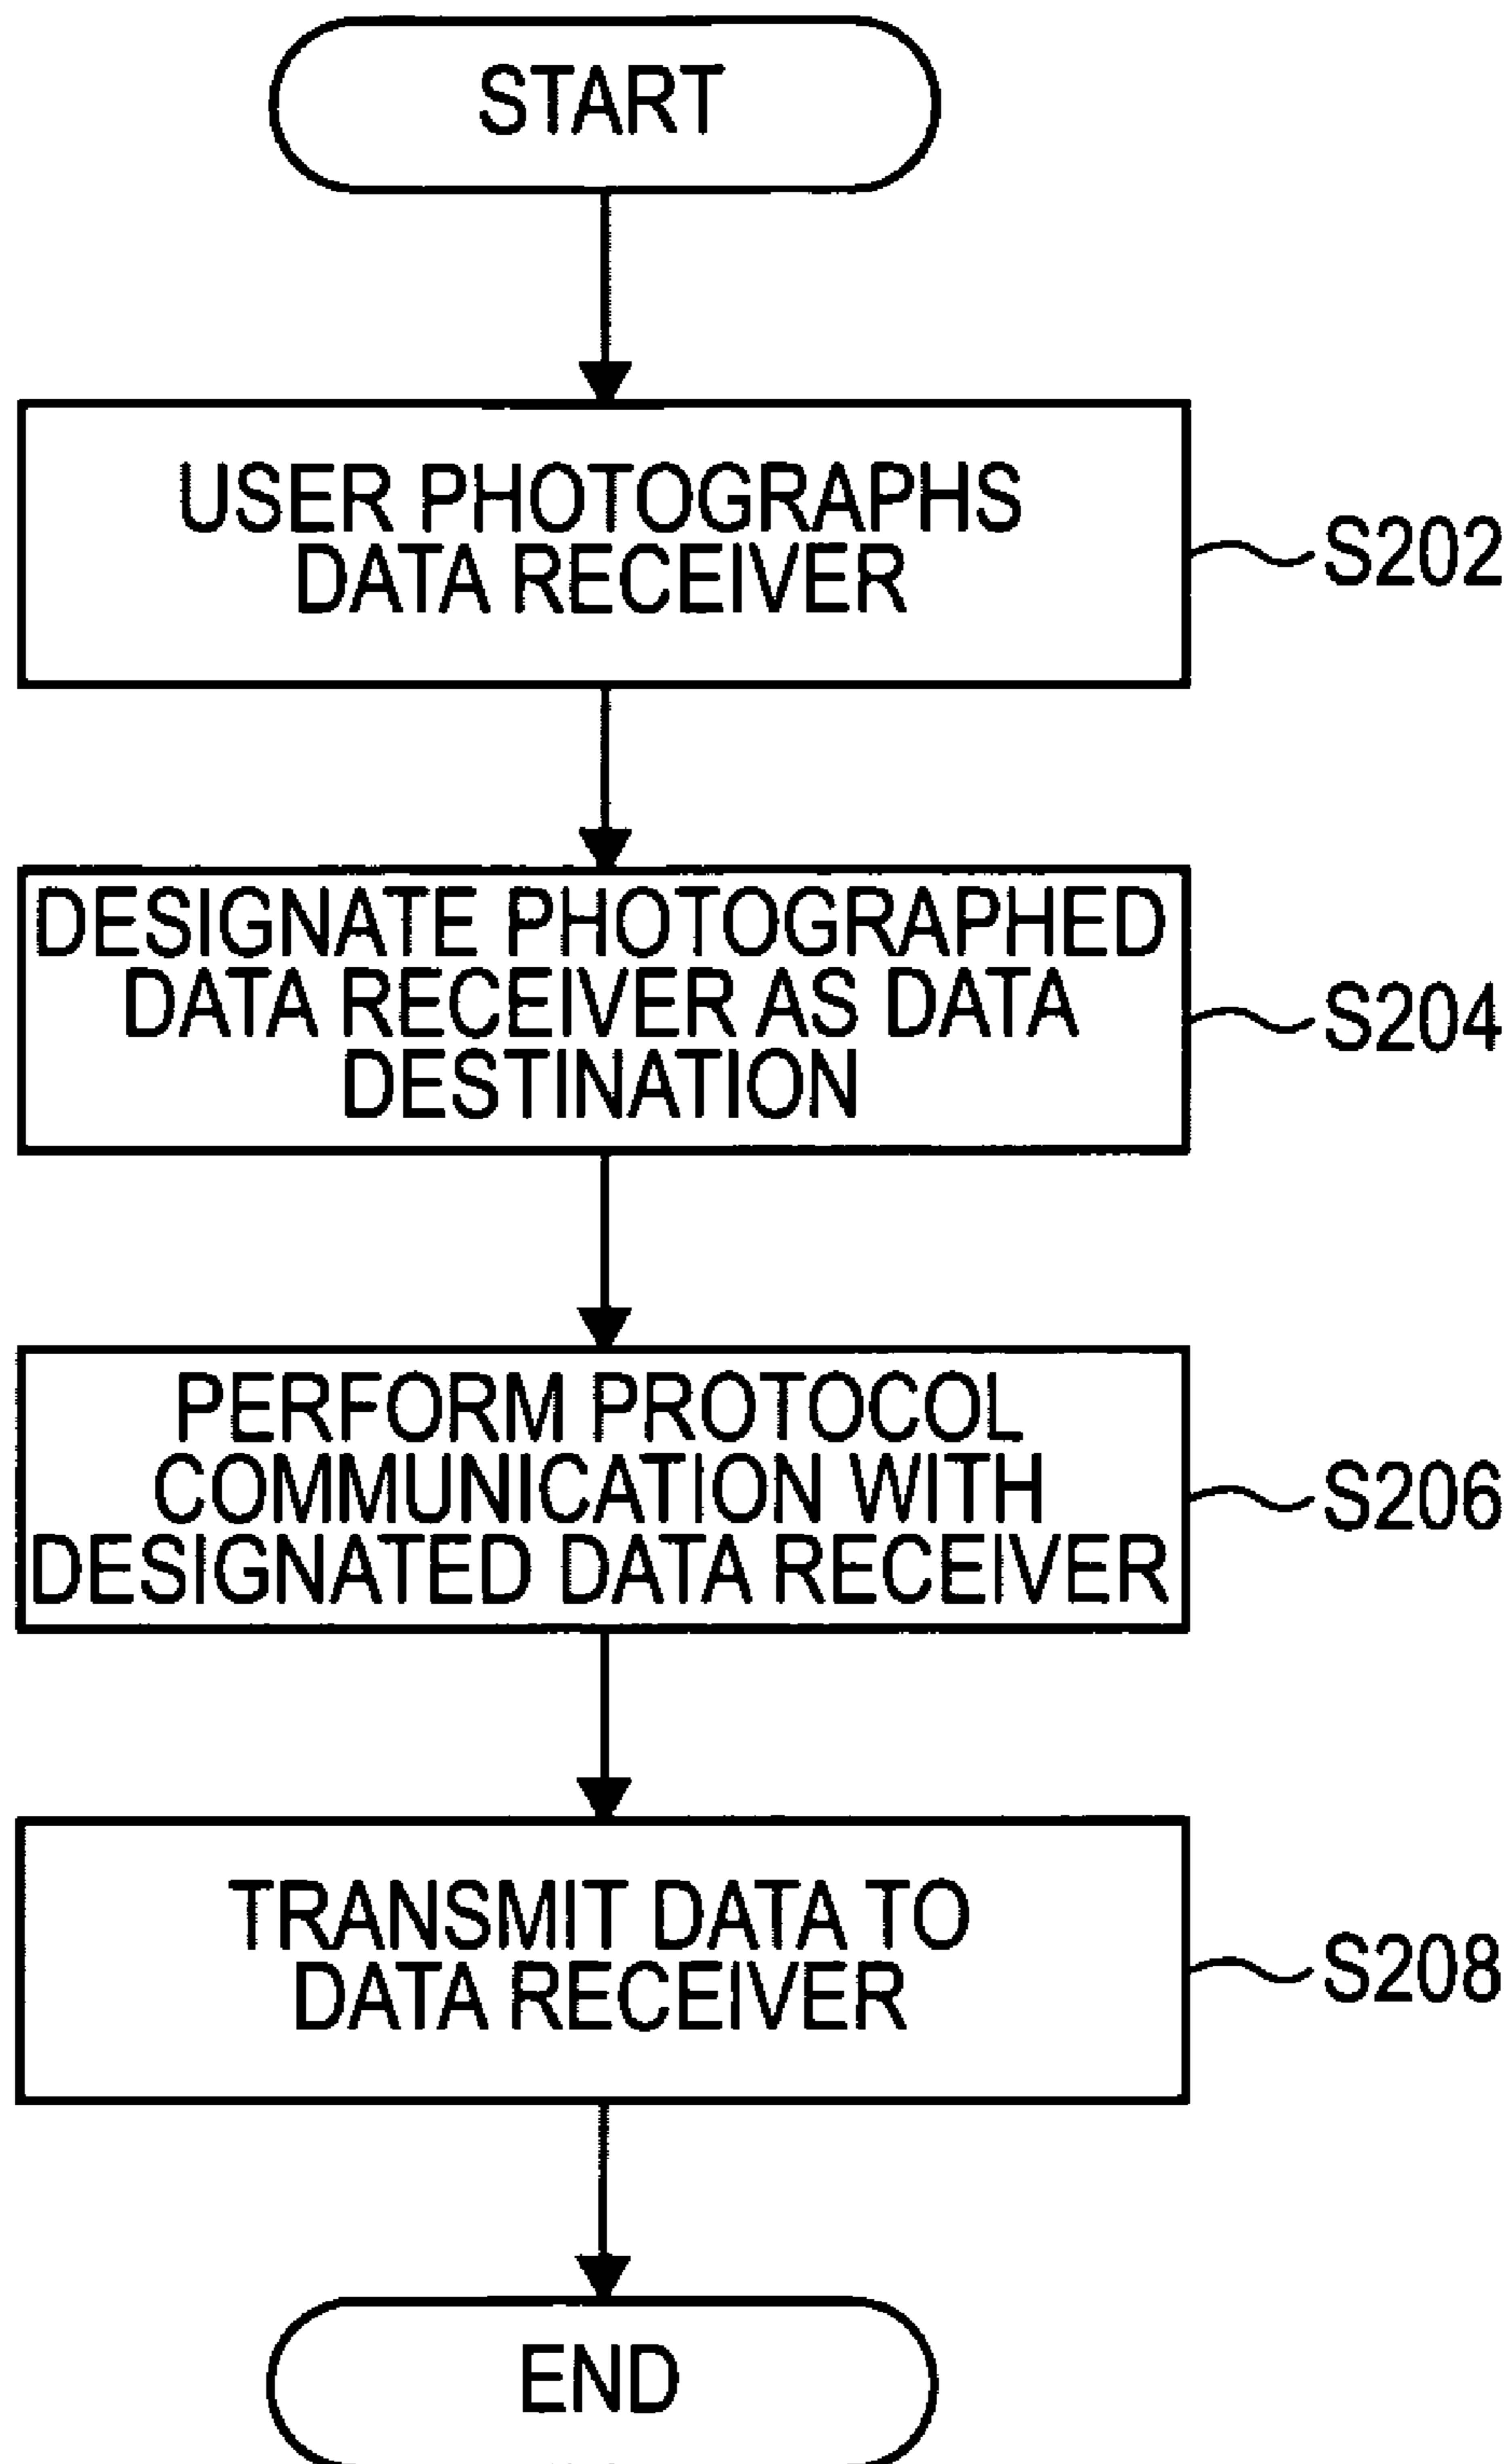 START
USER PHOTOGRAPHS
DATA RECEIVER
S202
DESIGNATE PHOTOGRAPHED
DATA RECEIVER AS DATA
DESTINATION
S204
PERFORM PROTOCOL
COMMUNICATION WITH
DESIGNATED DATA RECEIVER
S206
TRANSMIT DATA TO
DATA RECEIVER
S208
END